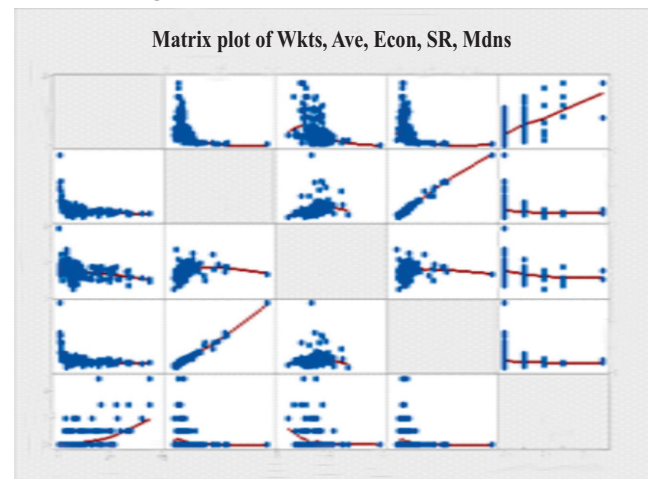 Matrix plot of Wkts, Ave, Econ, SR, Mdns